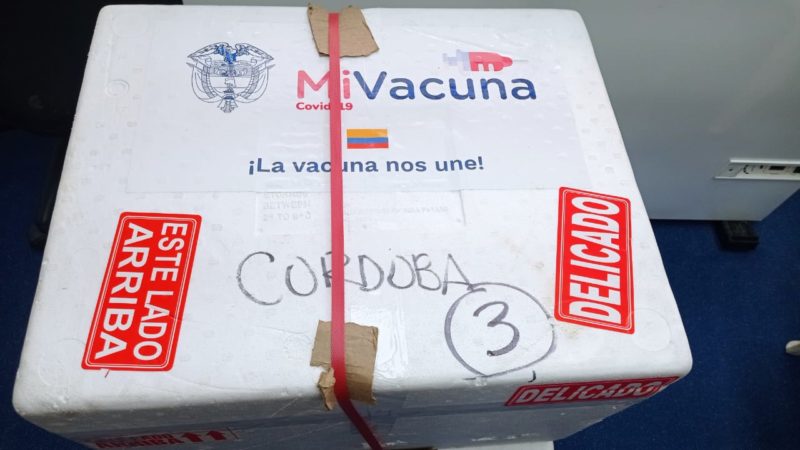 MiVacuna
Covid 19
¡La vacuna nos une!
ESTE LADO
ARRIBA
DELICADO
CORDOBA
3
DELICADO